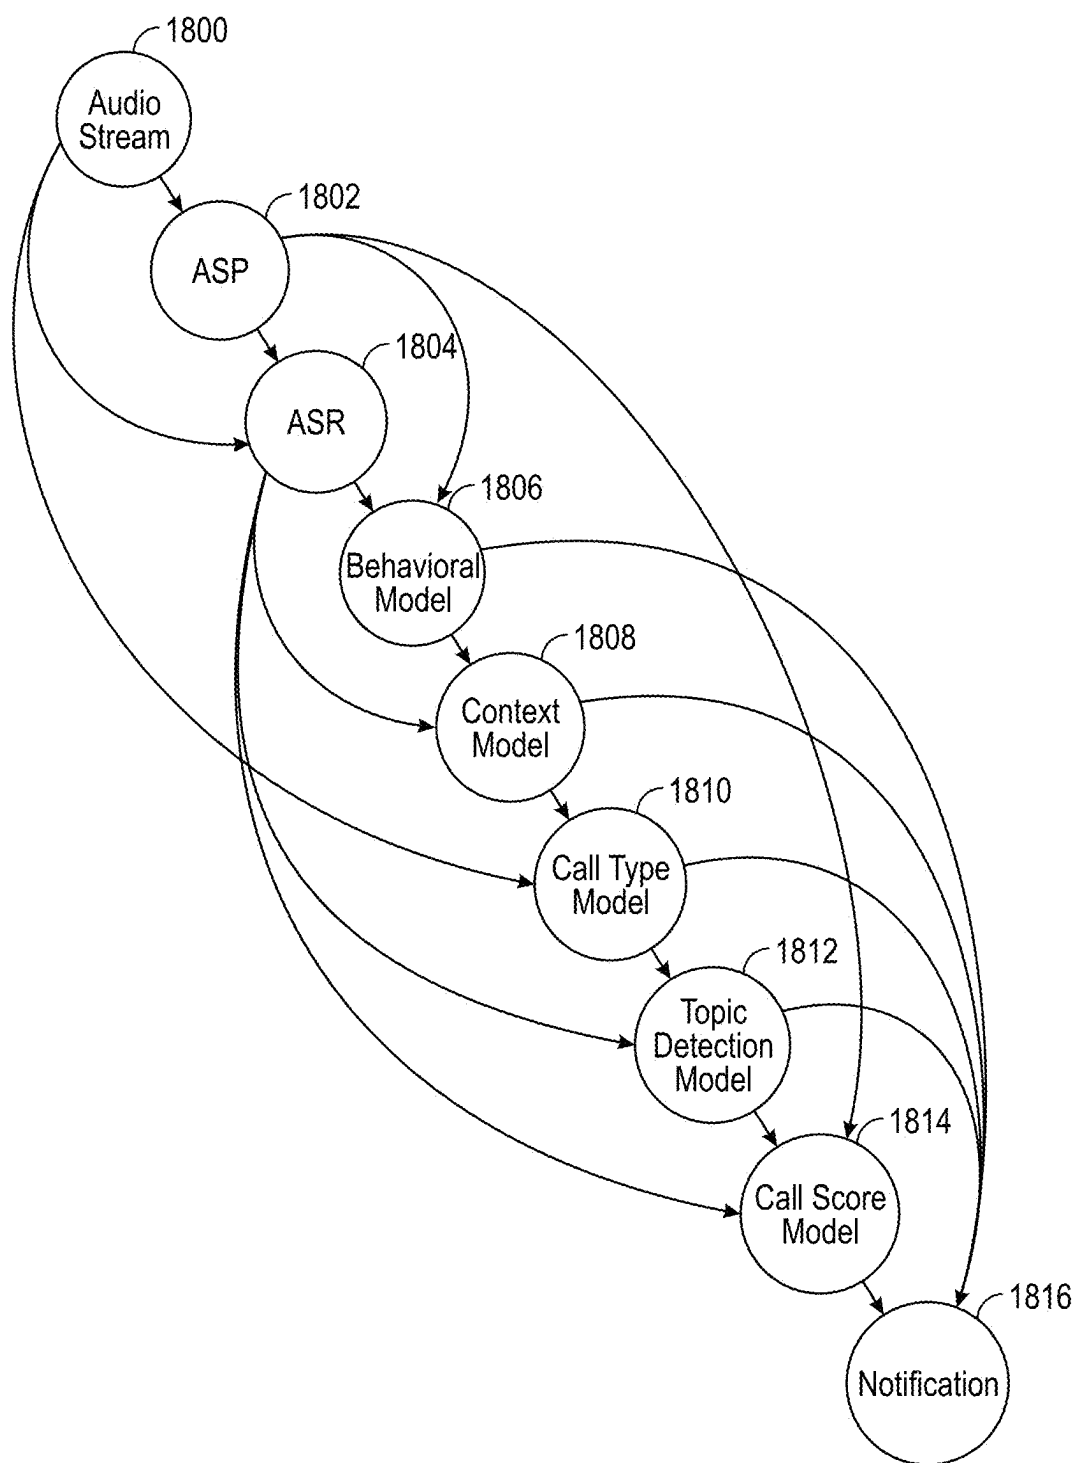 1800
Audio
Stream
1802
ASP
1804
ASR
1806
Behavioral
Model
1808
Context
Model
1810
Call Type
Model
1812
Topic
Detection
Model
1814
Call Score
Model
1816
Notification